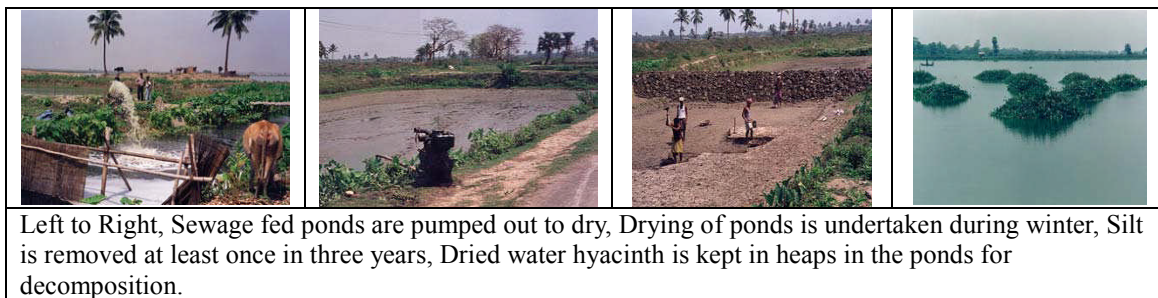 Left to Right, Sewage fed ponds are pumped out to dry, Drying of ponds is undertaken during winter, Silt
is removed at least once in three years, Dried water hyacinth is kept in heaps in the ponds for
decomposition.